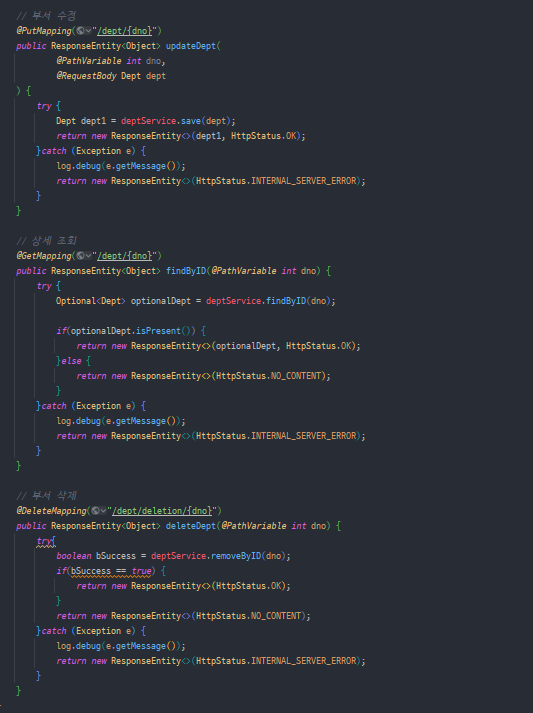 // 부서 수정
@PutMapping("/dept/{dno}")
public ResponseEntity<Object> updateDept(
@PathVariable int dno,
@RequestBody Dept dept
) {
try {
Dept dept1 = deptService.save(dept);
return new ResponseEntity<>(dept1, HttpStatus.OK);
}catch (Exception e) {
log.debug(e.getMessage());
return new ResponseEntity<>(HttpStatus.INTERNAL_SERVER_ERROR);
}
}
// 상세 조회
@GetMapping("/dept/{dno}")
public ResponseEntity<Object> findByID(@PathVariable int dno) {
try {
Optional<Dept> optionalDept = deptService.findByID(dno);
if(optionalDept.isPresent()) {
return new ResponseEntity<>(optionalDept, HttpStatus.OK);
}else {
return new ResponseEntity<>(HttpStatus.NO_CONTENT);
}
}catch (Exception e) {
log.debug(e.getMessage());
return new ResponseEntity<>(HttpStatus.INTERNAL_SERVER_ERROR);
}
}
// 부서 삭제
@DeleteMapping("/dept/deletion/{dno}")
public ResponseEntity<Object> deleteDept(@PathVariable int dno) {
try{
boolean bSuccess = deptService.removeByID(dno);
if(bSuccess == true) {
return new ResponseEntity<>(HttpStatus.OK);
}
return new ResponseEntity<>(HttpStatus.NO_CONTENT);
}catch (Exception e) {
log.debug(e.getMessage());
return new ResponseEntity<>(HttpStatus.INTERNAL_SERVER_ERROR);
}
}